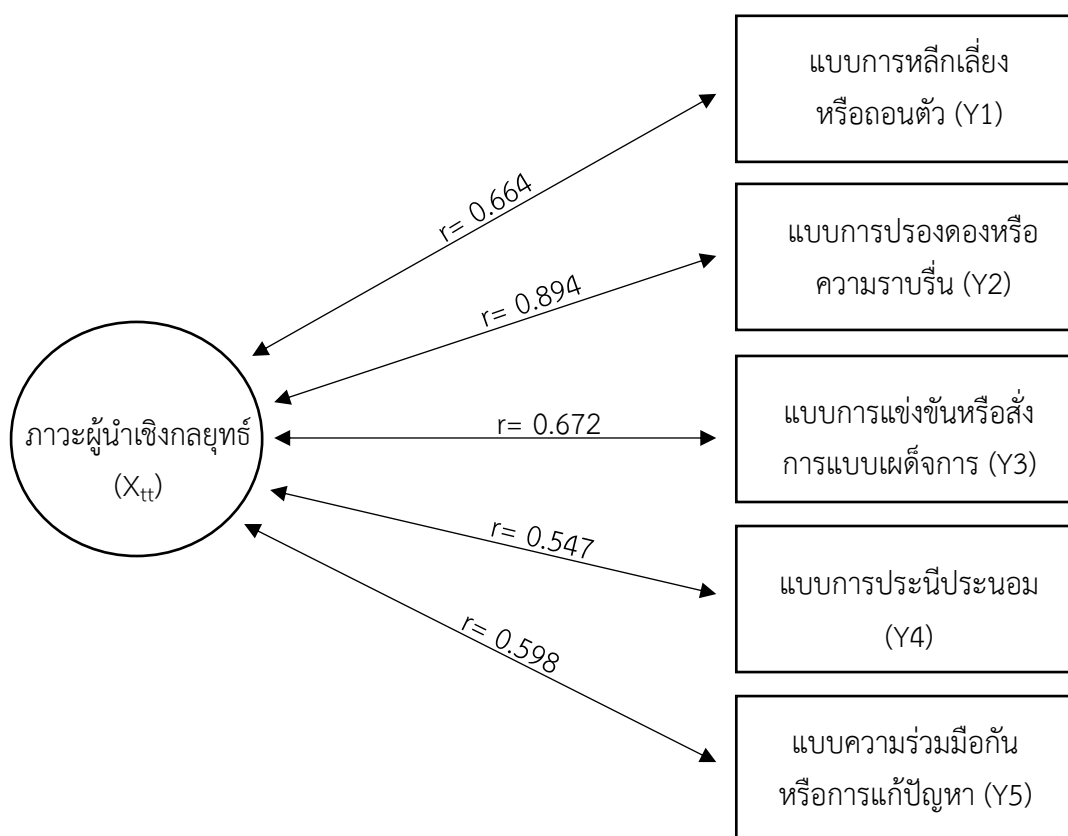 แบบการหลีกเลี่ยง
หรือถอนตัว (Y1)
r= 0.664
แบบการปรองดองหรือ
ความราบรื่น (Y2)
r= 0.894
ภาวะผู้นำเชิงกลยุทธ์
(Xtt)
r= 0.672
แบบการแข่งขันหรือสั่ง
การแบบเผด็จการ (Y3)
r= 0.547
แบบการประนีประนอม
(Y4)
r= 0.598
แบบความร่วมมือกัน
หรือการแก้ปัญหา (Y5)